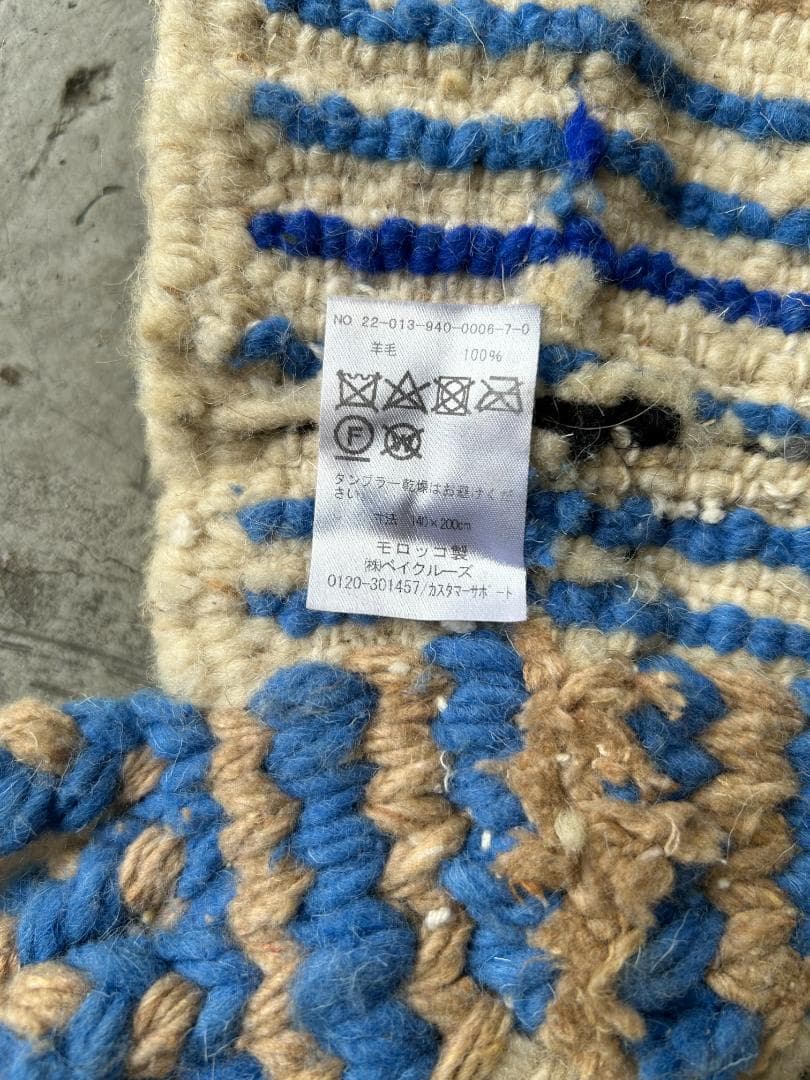 NO 22-013-940-0006-7-0
羊毛 100%
F
W
タンブラー乾燥はお避けくだ
さい。
寸法 140×200cm
モロッコ製
㈱ベイクルーズ
0120-301457/カスタマーサポート